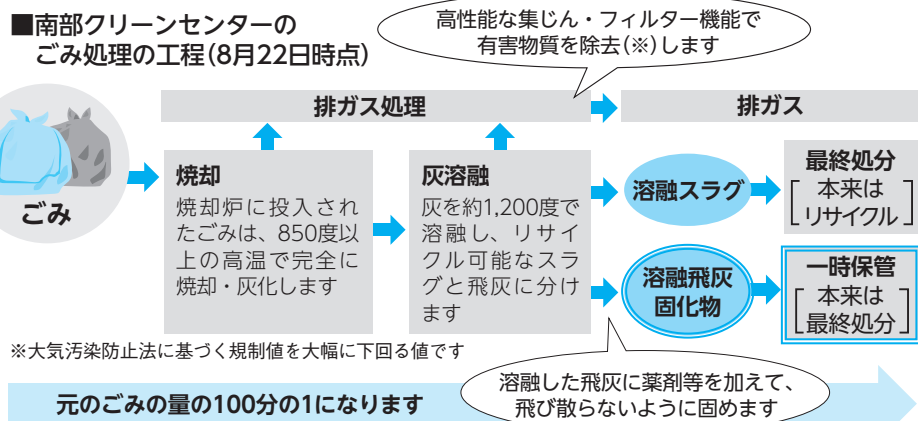 ■南部クリーンセンターの
ごみ処理の工程(8月22日時点)
高性能な集じん・フィルター機能で
有害物質を除去(※)します
排ガス処理
排ガス
ごみ
焼却
焼却炉に投入され
たごみは、850度以
上の高温で完全に
焼却・灰化します
灰溶融
灰を約1,200度で
溶融し、リサイ
クル可能なスラ
グと飛灰に分け
ます
溶融スラグ
最終処分
[本来は
リサイクル]
溶融飛灰
固化物
一時保管
[本来は
最終処分]
※大気汚染防止法に基づく規制値を大幅に下回る値です
溶融した飛灰に薬剤等を加えて、
飛び散らないように固めます
元のごみの量の100分の1になります